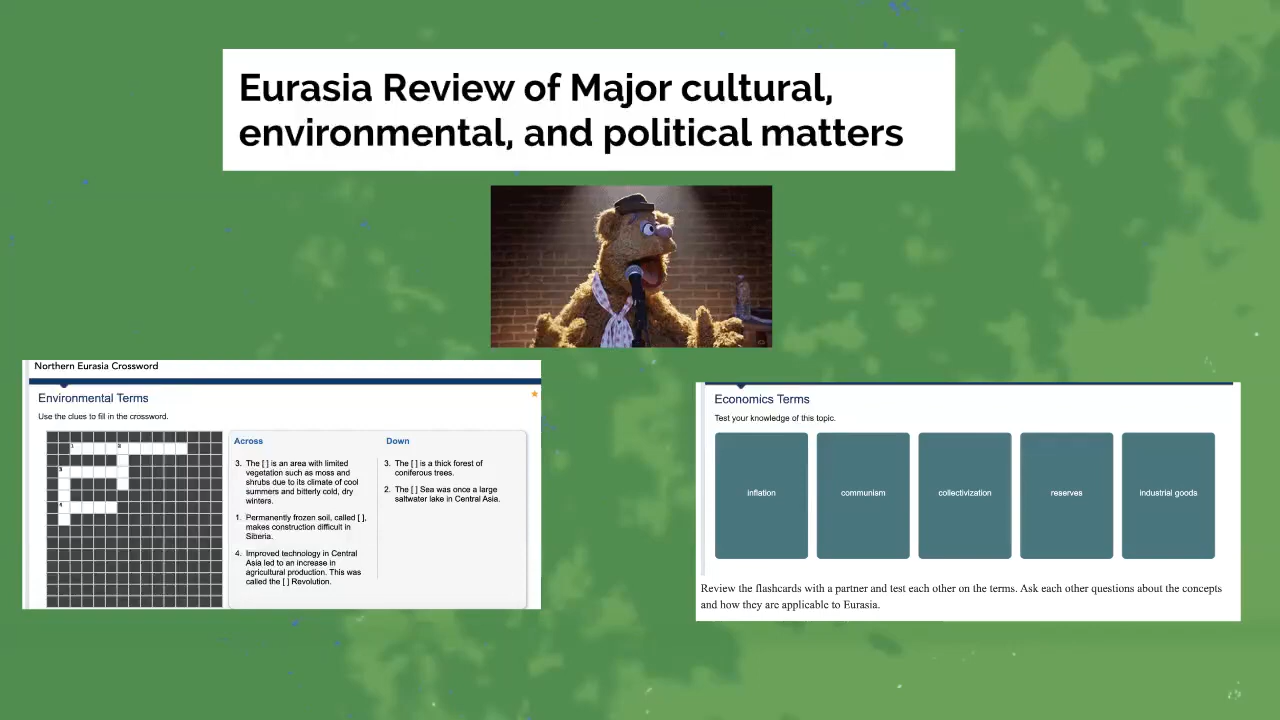 Eurasia Review of Major cultural,
environmental, and political matters
Northern Eurasia Crossword
Environmental Terms
Use the clues to fill in the crossword.
1
2
3
4
Across
3. The [ ] is an area with limited
vegetation such as moss and
shrubs due to its climate of cool
summers and bitterly cold, dry
winters.
1. Permanently frozen soil, called [ ],
makes construction difficult in
Siberia.
4. Improved technology in Central
Asia led to an increase in
agricultural production. This was
called the [ ] Revolution.
Down
3. The [ ] is a thick forest of
coniferous trees.
2. The [ ] Sea was once a large
saltwater lake in Central Asia.
Economics Terms
Test your knowledge of this topic.
inflation
communism
collectivization
reserves
industrial goods
Review the flashcards with a partner and test each other on the terms. Ask each other questions about the concepts
and how they are applicable to Eurasia.